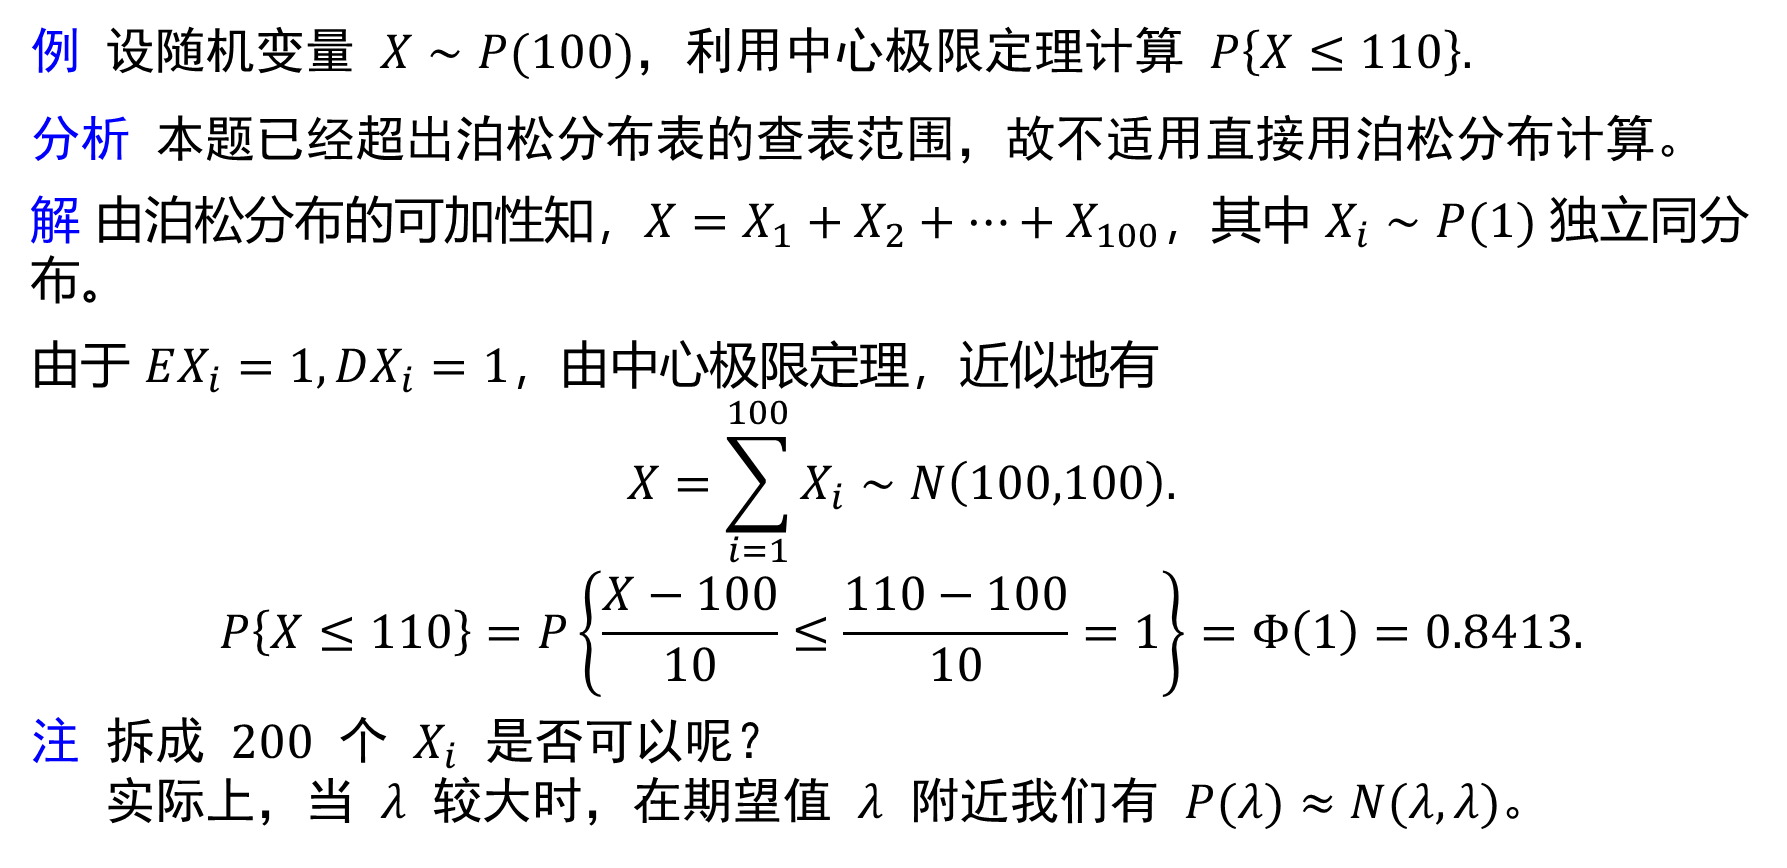 例 设随机变量 X ~ P(100)，利用中心极限定理计算 P{X ≤ 110}.
分析 本题已经超出泊松分布表的查表范围，故不适用直接用泊松分布计算。
解 由泊松分布的可加性知，X = X₁ + X₂ + ⋯ + X₁₀₀，其中 Xᵢ ~ P(1) 独立同分
布。
由于 EXᵢ = 1, DXᵢ = 1，由中心极限定理，近似地有
X = ∑_{i=1}^{100} Xᵢ ~ N(100,100).
P{X ≤ 110} = P{(X − 100)/10 ≤ (110 − 100)/10 = 1} = Φ(1) = 0.8413.
注 拆成 200 个 Xᵢ 是否可以呢？
实际上，当 λ 较大时，在期望值 λ 附近我们有 P(λ) ≈ N(λ, λ)。